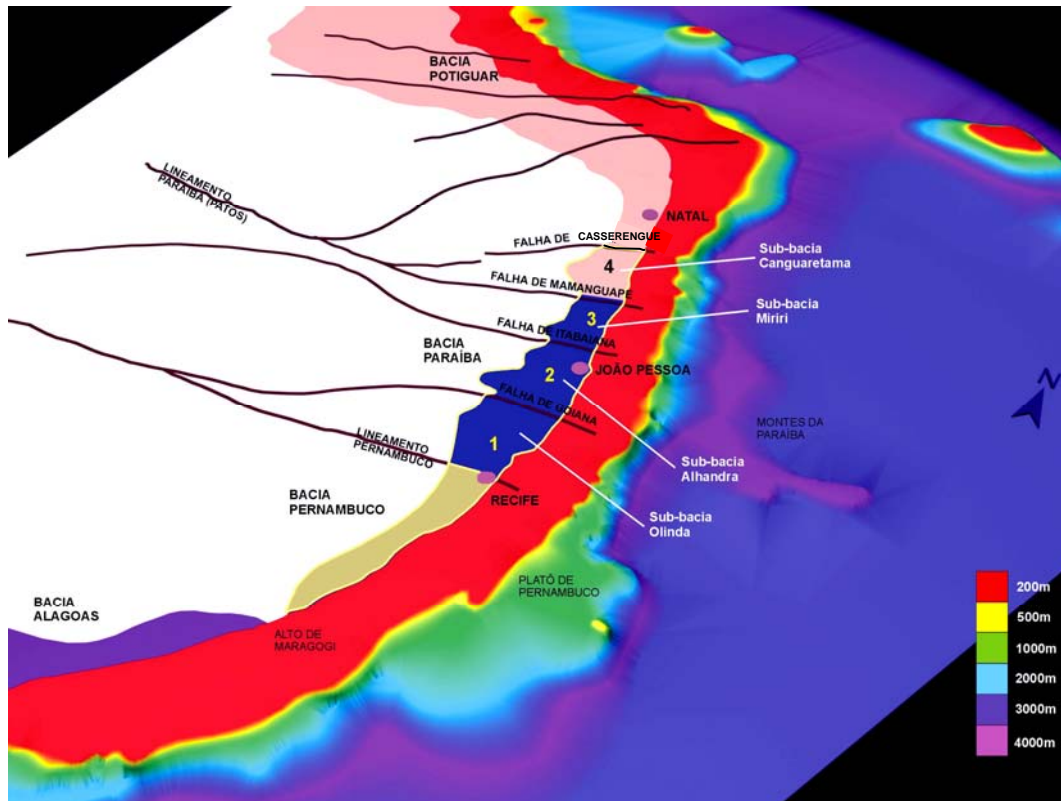 BACIA
POTIGUAR
LINEAMENTO
PARAÍBA (PATOS)
NATAL
FALHA DE CASSERENGUE
4
Sub-bacia
Canguaretama
FALHA DE MAMANGUAPE
3
Sub-bacia
Miriri
FALHA DE ITABAIANA
BACIA
PARAÍBA
JOÃO PESSOA
2
FALHA DE GOIANA
N
MONTES DA
PARAÍBA
LINEAMENTO
PERNAMBUCO
1
Sub-bacia
Alhandra
BACIA
PERNAMBUCO
RECIFE
Sub-bacia
Olinda
PLATÔ DE
PERNAMBUCO
BACIA
ALAGOAS
ALTO DE
MARAGOGI
200m
500m
1000m
2000m
3000m
4000m